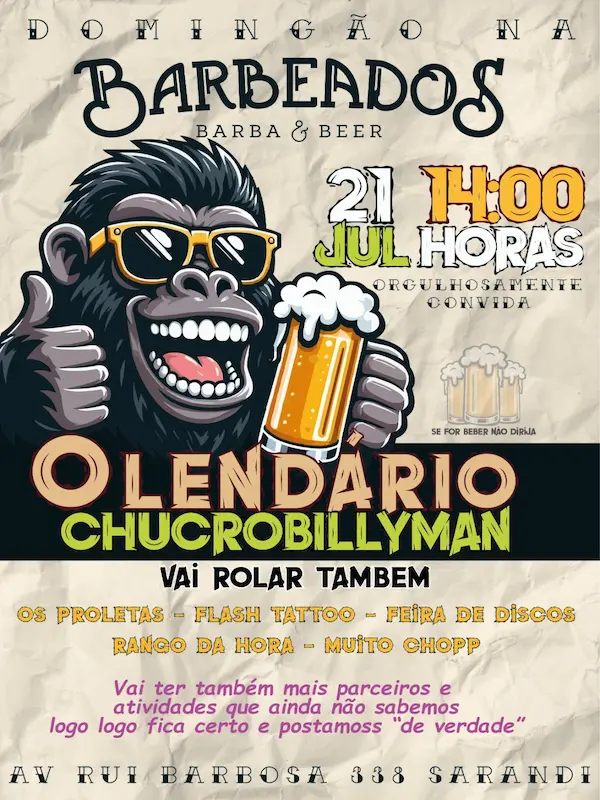 DOMINGÃO NA
BARBEADOS
BARBA & BEER
21 JUL
14:00 HORAS
ORGULHOSAMENTE
CONVIDA
SE FOR BEBER NÃO DIRIJA
O LENDÁRIO
CHUCROBILLYMAN
VAI ROLAR TAMBEM
OS PROLETAS - FLASH TATTOO - FEIRA DE DISCOS
RANGO DA HORA - MUITO CHOPP
Vai ter também mais parceiros e
atividades que ainda não sabemos
logo logo fica certo e postamoss “de verdade”
AV RUI BARBOSA 338 SARANDI